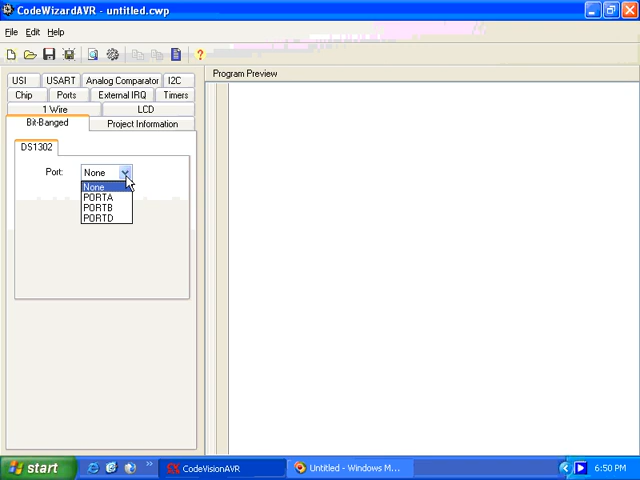 CodeWizardAVR - untitled.cwp
File Edit Help
?
Program Preview
USI USART Analog Comparator I2C
Chip Ports External IRQ Timers
1 Wire LCD
Bit-Banged Project Information
DS1302
Port: None
None
PORTA
PORTB
PORTD
start » CodeVisionAVR Untitled - Windows M... 6:50 PM